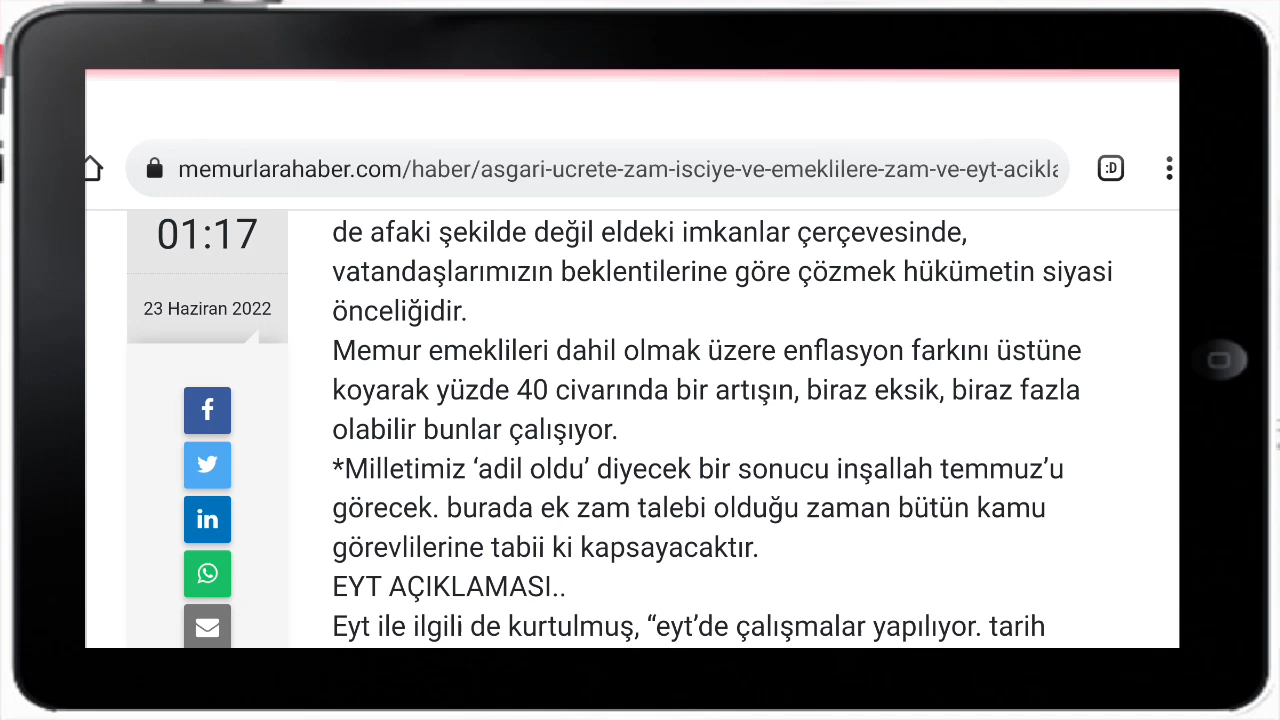 memurlarahaber.com/haber/asgari-ucrete-zam-isciye-ve-emeklilere-zam-ve-eyt-acikla
:D
01:17
23 Haziran 2022
de afaki şekilde değil eldeki imkanlar çerçevesinde,
vatandaşlarımızın beklentilerine göre çözmek hükümetin siyasi
önceliğidir.
Memur emeklileri dahil olmak üzere enflasyon farkını üstüne
koyarak yüzde 40 civarında bir artışın, biraz eksik, biraz fazla
olabilir bunlar çalışıyor.
*Milletimiz ‘adil oldu’ diyecek bir sonucu inşallah temmuz’u
görecek. burada ek zam talebi olduğu zaman bütün kamu
görevlilerine tabii ki kapsayacaktır.
EYT AÇIKLAMASI..
Eyt ile ilgili de kurtulmuş, “eyt’de çalışmalar yapılıyor. tarih